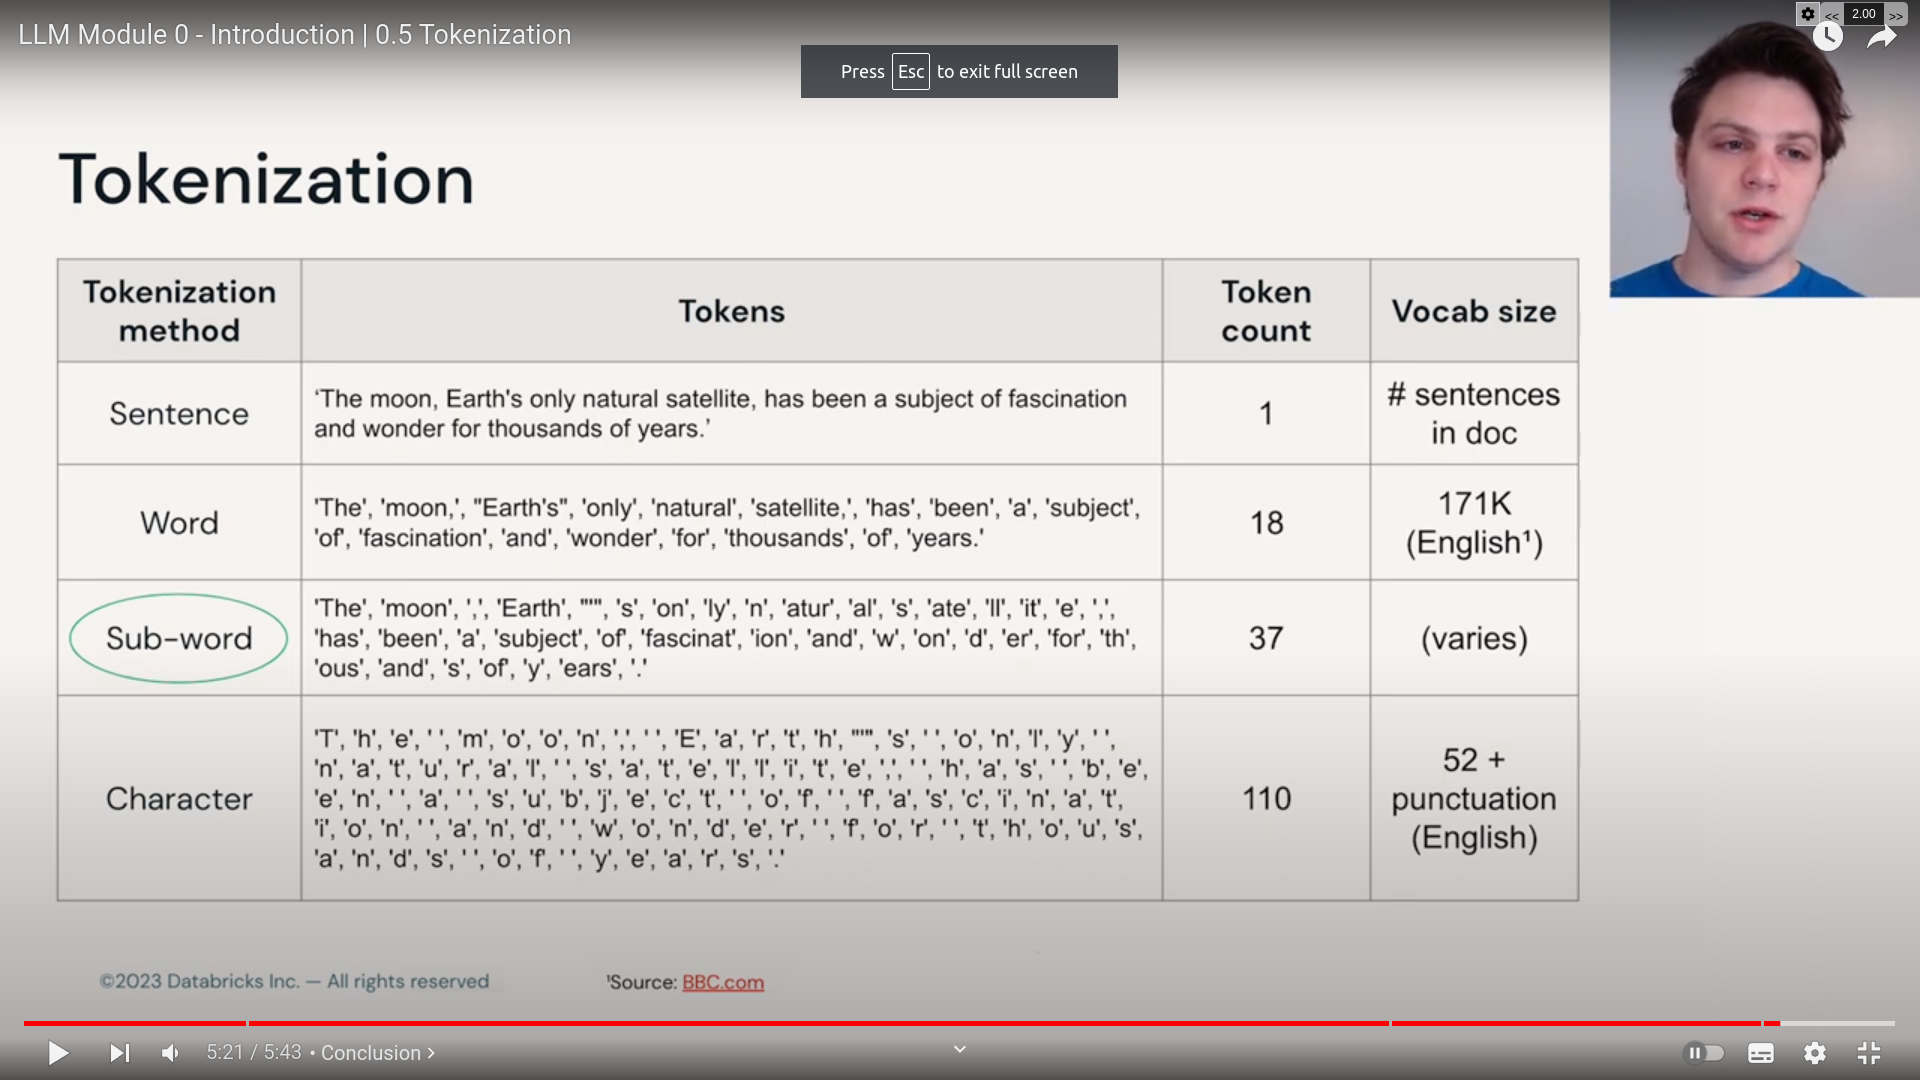 LLM Module 0 - Introduction | 0.5 Tokenization
<< 2.00 >>
Press Esc to exit full screen
Tokenization
Tokenization method
Tokens
Token count
Vocab size
Sentence
‘The moon, Earth's only natural satellite, has been a subject of fascination
and wonder for thousands of years.’
1
# sentences
in doc
Word
'The', 'moon,', "Earth's", 'only', 'natural', 'satellite,', 'has', 'been', 'a', 'subject',
'of', 'fascination', 'and', 'wonder', 'for', 'thousands', 'of', 'years.'
18
171K
(English¹)
Sub-word
'The', 'moon', ',', 'Earth', "'", 's', 'on', 'ly', 'n', 'atur', 'al', 's', 'ate', 'll', 'it', 'e', ',',
'has', 'been', 'a', 'subject', 'of', 'fascinat', 'ion', 'and', 'w', 'on', 'd', 'er', 'for', 'th',
'ous', 'and', 's', 'of', 'y', 'ears', '.'
37
(varies)
Character
'T', 'h', 'e', ' ', 'm', 'o', 'o', 'n', ',', ' ', 'E', 'a', 'r', 't', 'h', "'", 's', ' ', 'o', 'n', 'l', 'y', ' ',
'n', 'a', 't', 'u', 'r', 'a', 'l', ' ', 's', 'a', 't', 'e', 'l', 'l', 'i', 't', 'e', ',', ' ', 'h', 'a', 's', ' ', 'b', 'e',
'e', 'n', ' ', 'a', ' ', 's', 'u', 'b', 'j', 'e', 'c', 't', ' ', 'o', 'f', ' ', 'f', 'a', 's', 'c', 'i', 'n', 'a', 't',
'i', 'o', 'n', ' ', 'a', 'n', 'd', ' ', 'w', 'o', 'n', 'd', 'e', 'r', ' ', 'f', 'o', 'r', ' ', 't', 'h', 'o', 'u', 's',
'a', 'n', 'd', 's', ' ', 'o', 'f', ' ', 'y', 'e', 'a', 'r', 's', '.'
110
52 +
punctuation
(English)
©2023 Databricks Inc. — All rights reserved
¹Source: BBC.com
5:21 / 5:43 • Conclusion